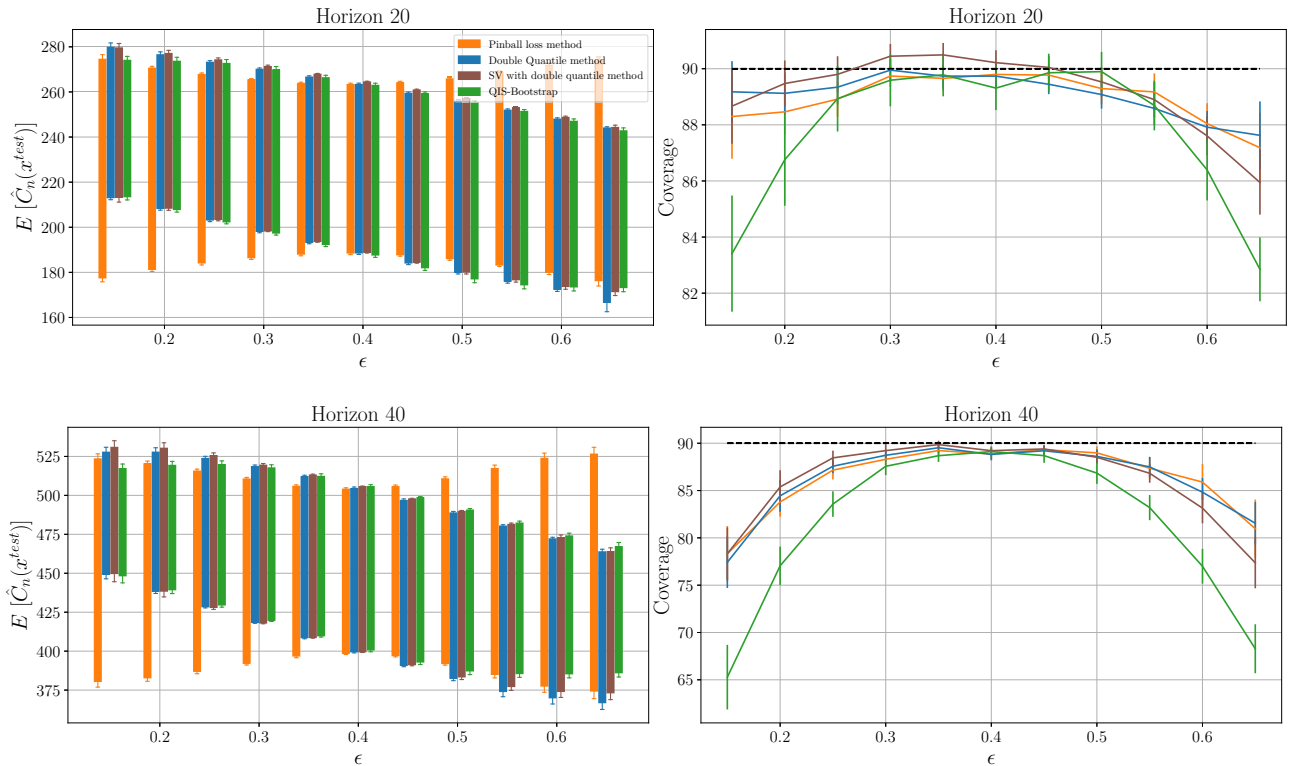 Horizon 20
280
260
240
220
200
180
160
E [Ĉₙ(x^{test})]
0.2 0.3 0.4 0.5 0.6
ϵ
Pinball loss method
Double Quantile method
SV with double quantile method
QIS-Bootstrap
Horizon 20
90
88
86
84
82
Coverage
0.2 0.3 0.4 0.5 0.6
ϵ
Horizon 40
525
500
475
450
425
400
375
E [Ĉₙ(x^{test})]
0.2 0.3 0.4 0.5 0.6
ϵ
Horizon 40
90
85
80
75
70
65
Coverage
0.2 0.3 0.4 0.5 0.6
ϵ